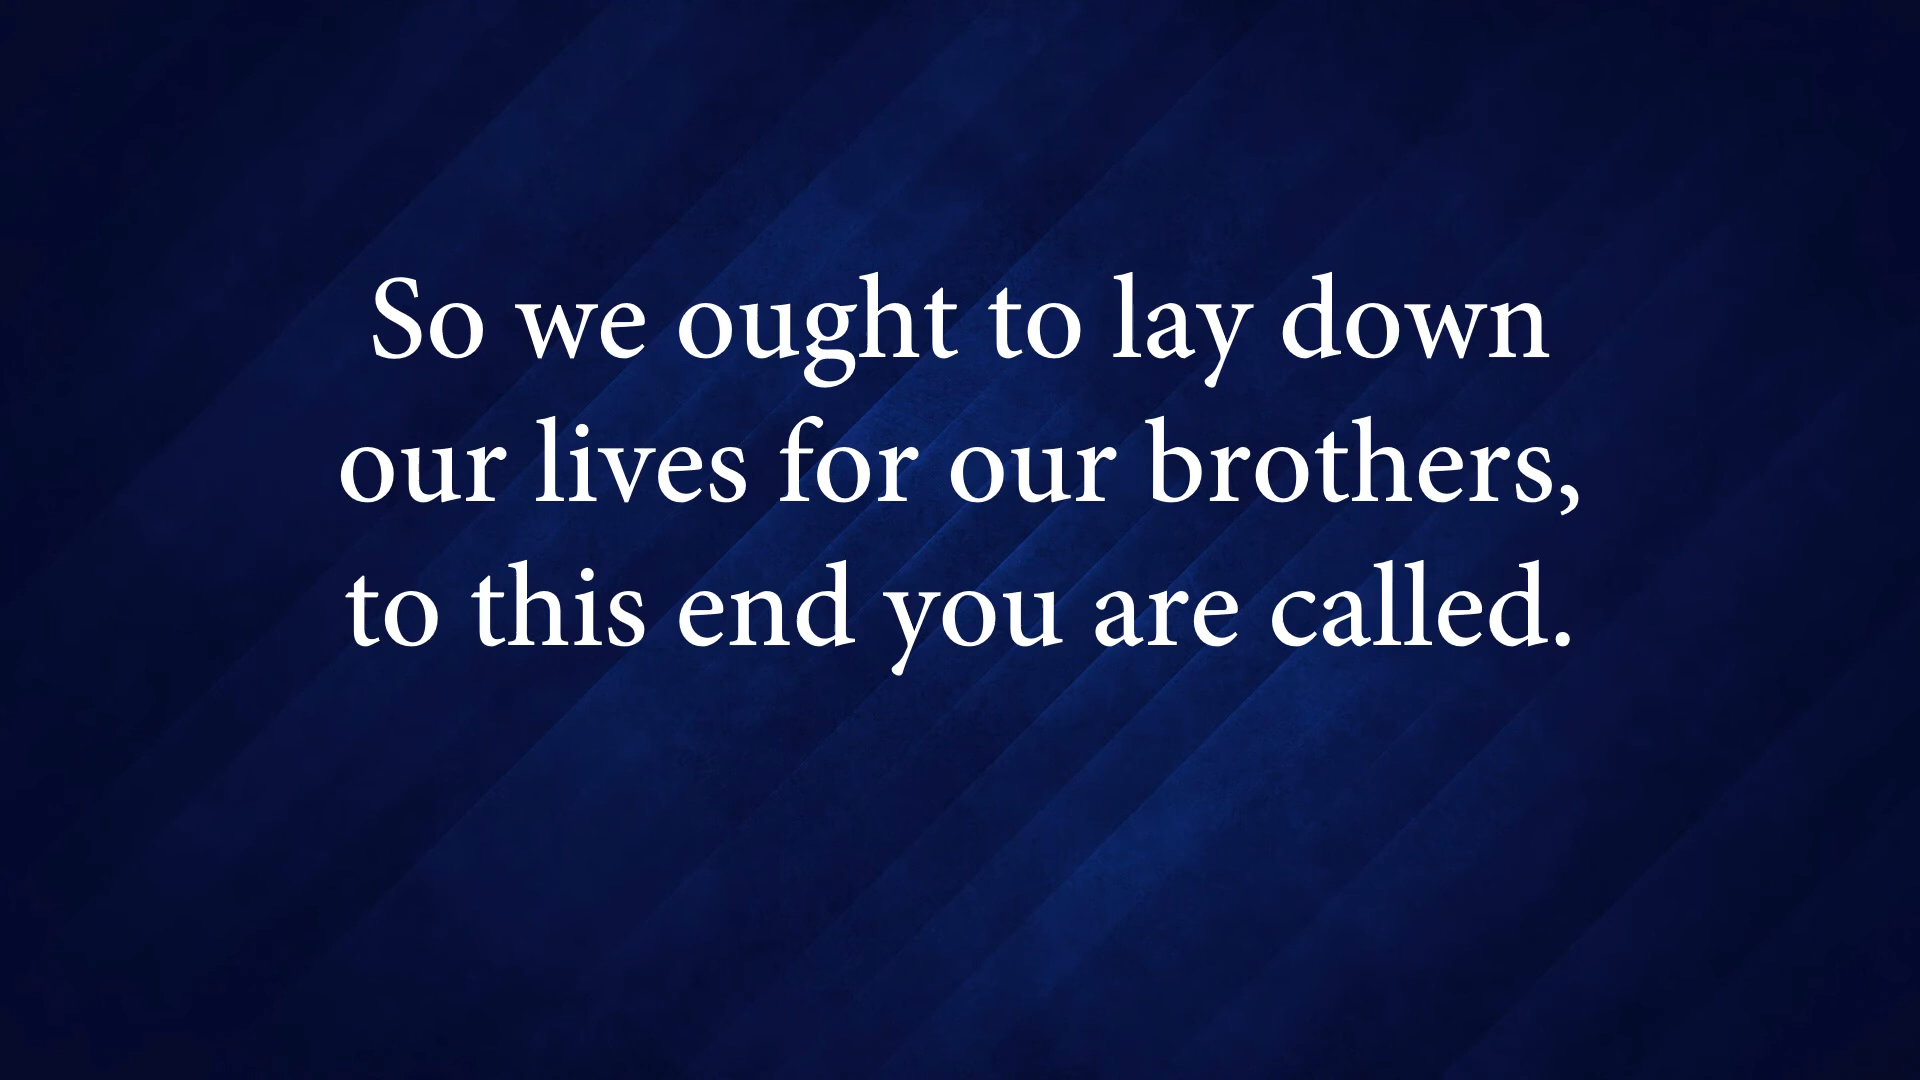 So we ought to lay down
our lives for our brothers,
to this end you are called.